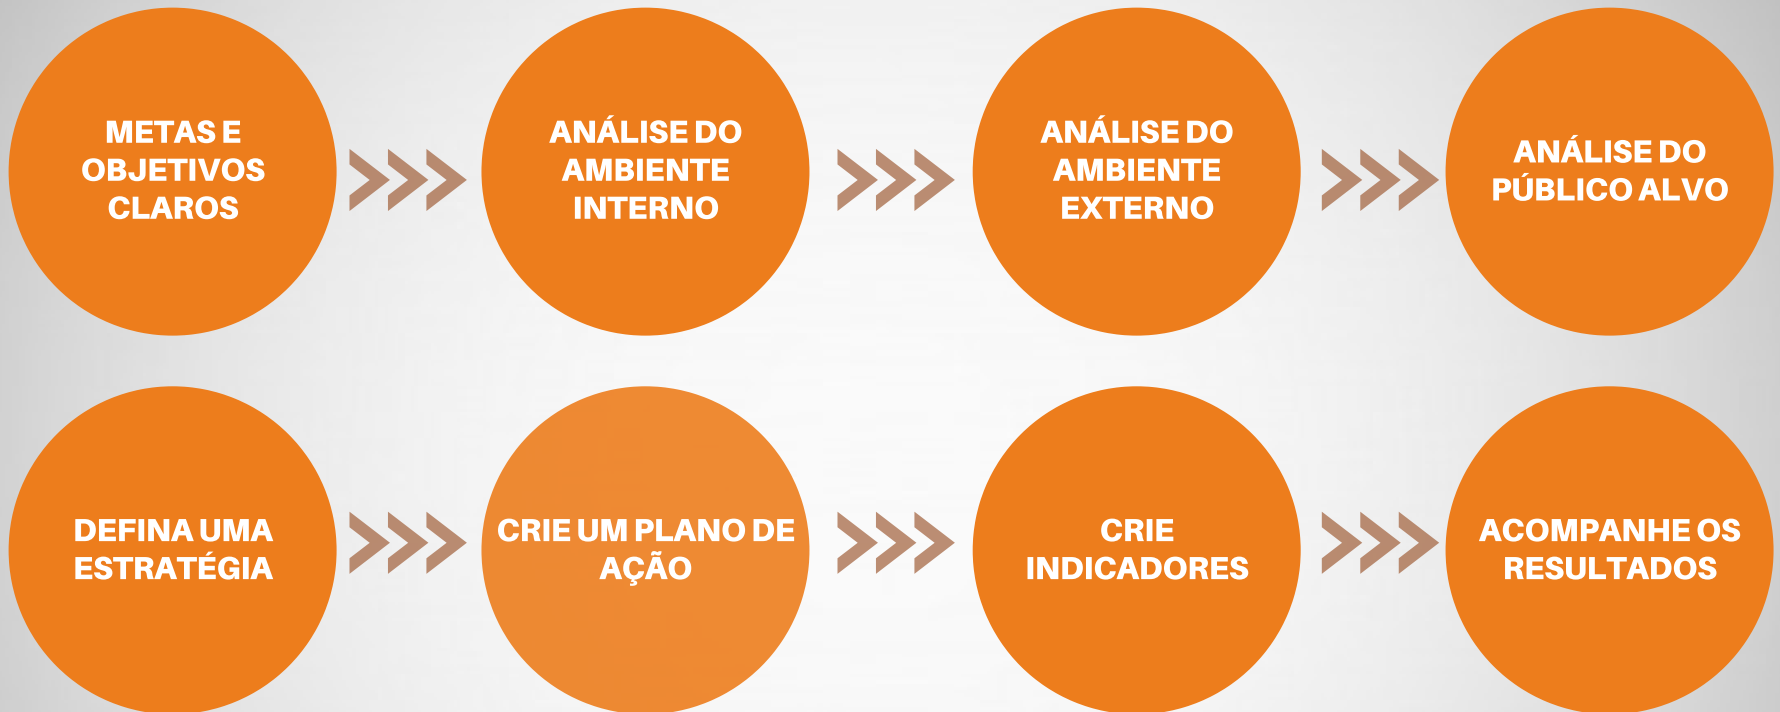 METAS E
OBJETIVOS
CLAROS
ANÁLISE DO
AMBIENTE
INTERNO
ANÁLISE DO
AMBIENTE
EXTERNO
ANÁLISE DO
PÚBLICO ALVO
DEFINA UMA
ESTRATÉGIA
CRIE UM PLANO DE
AÇÃO
CRIE
INDICADORES
ACOMPANHE OS
RESULTADOS